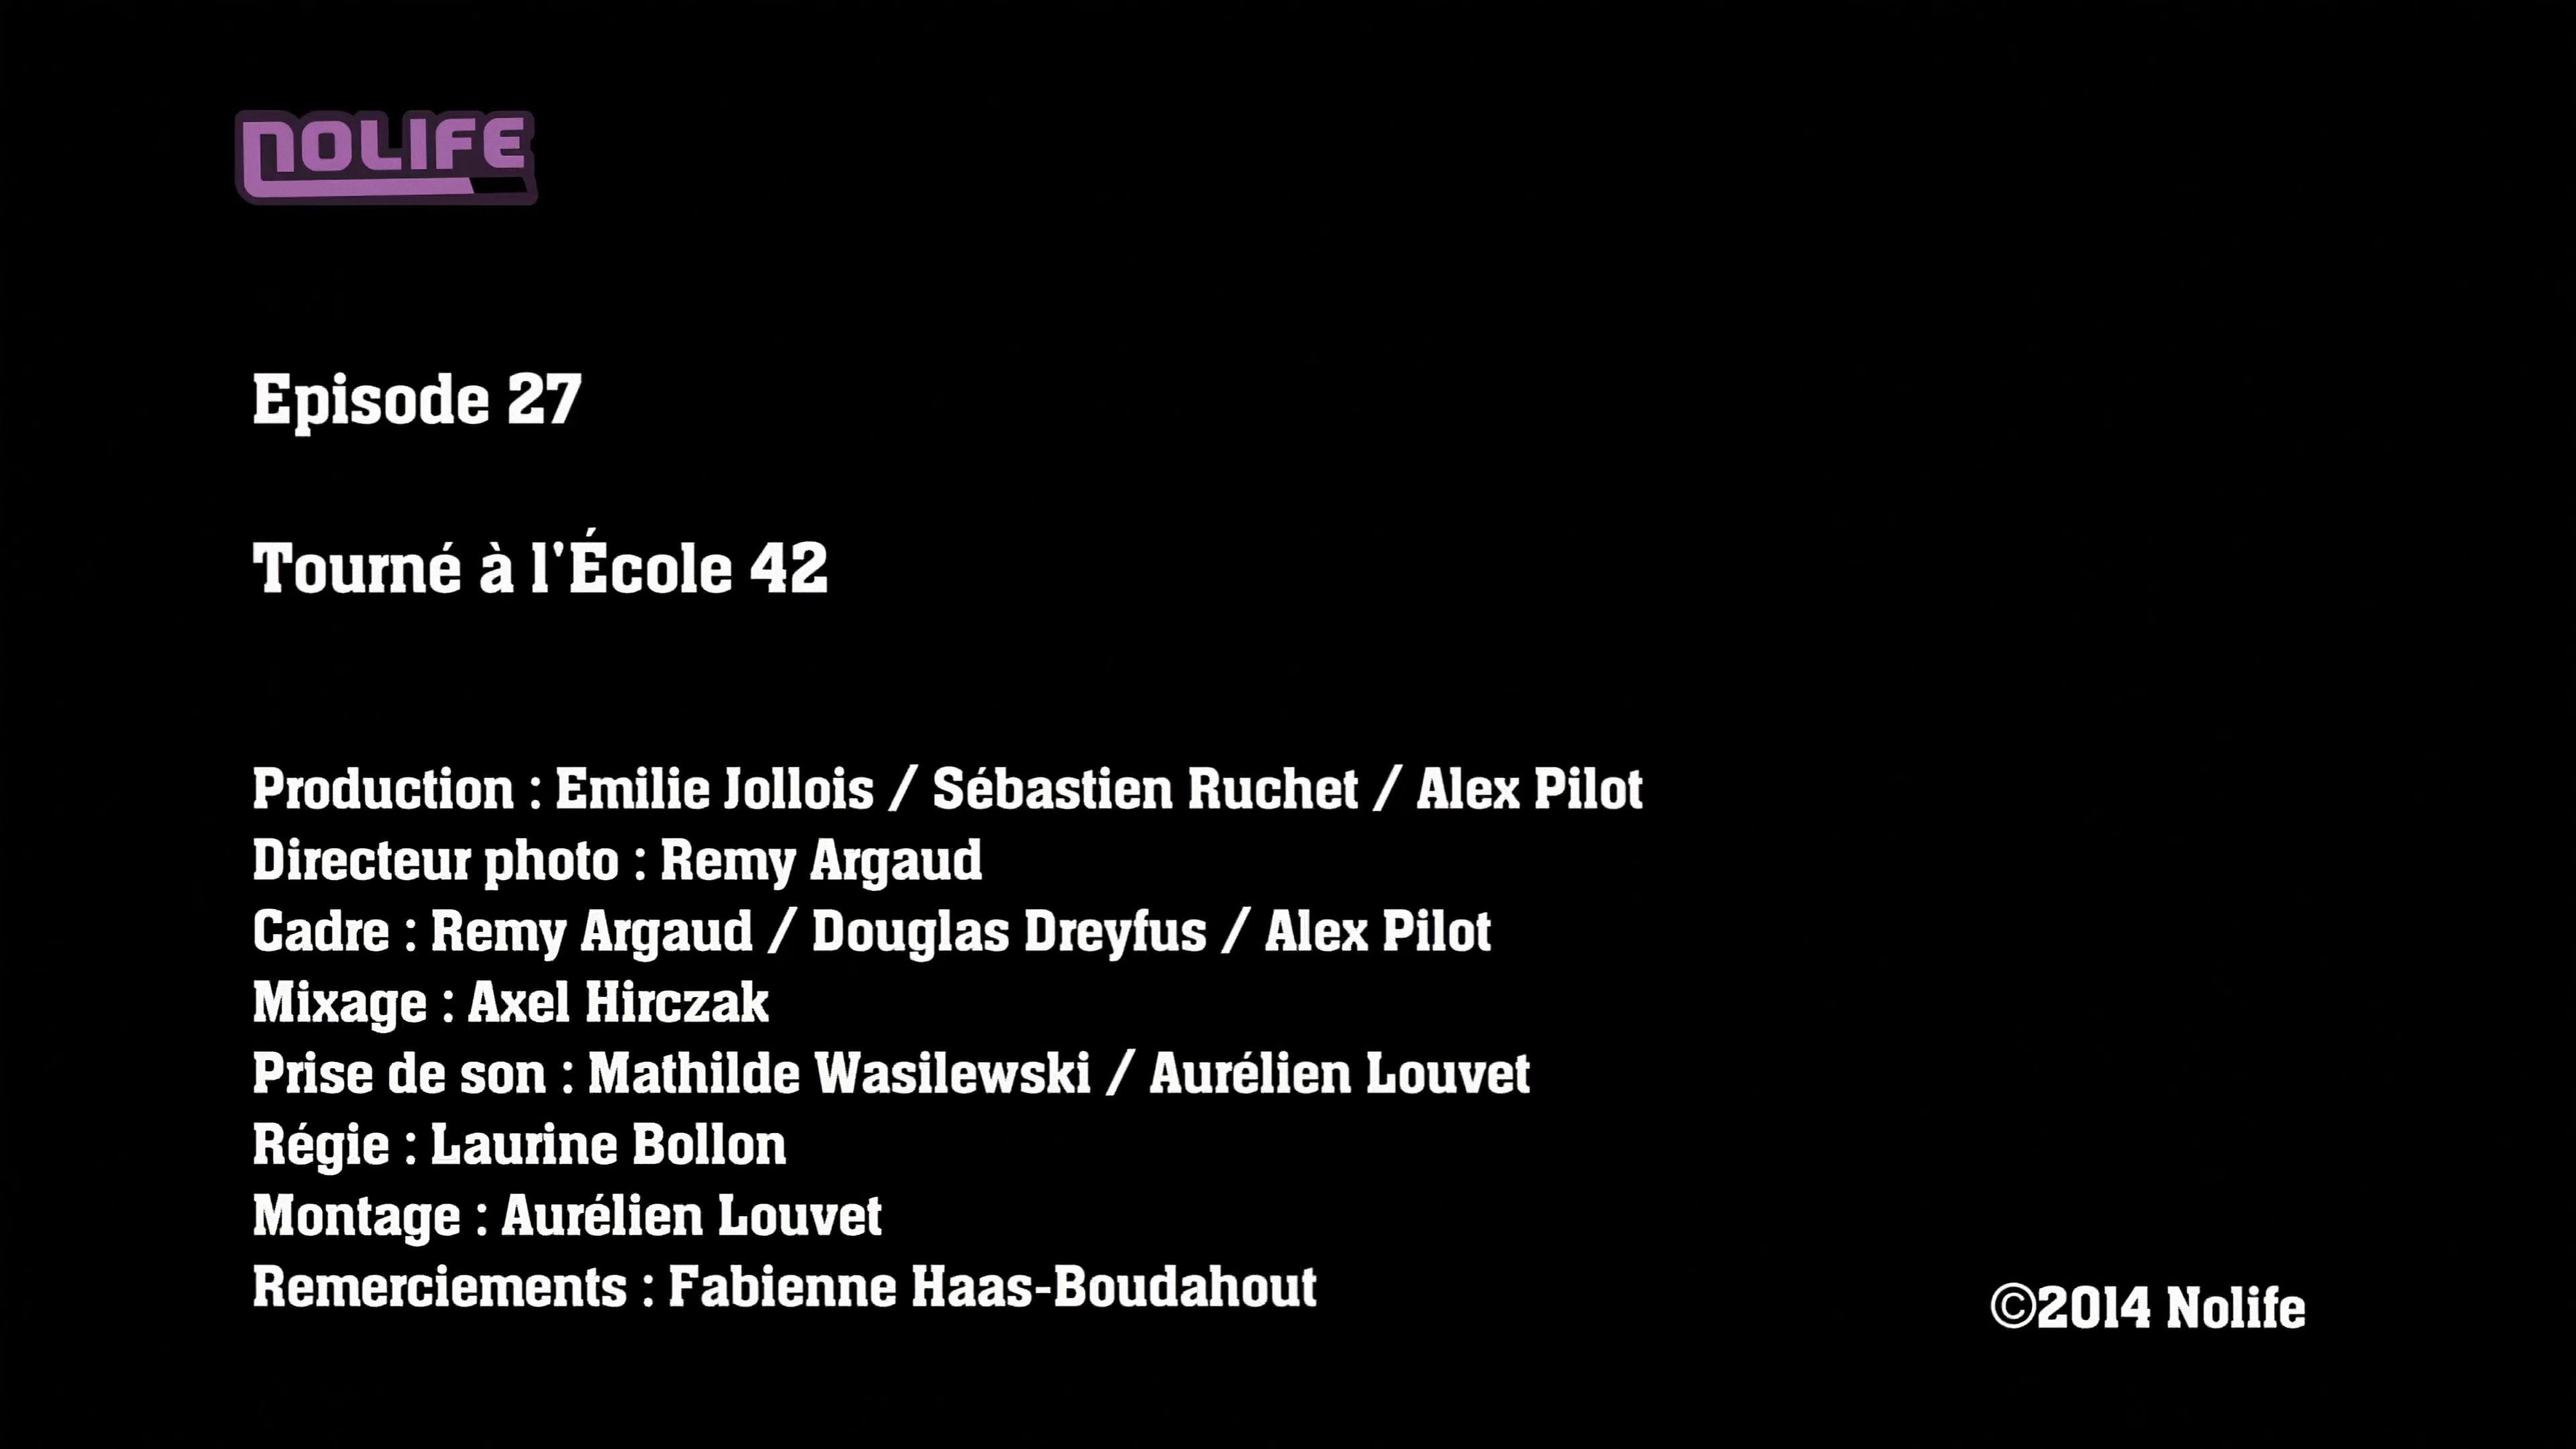 NOLIFE
Episode 27
Tourné à l'École 42
Production : Emilie Jollois / Sébastien Ruchet / Alex Pilot
Directeur photo : Remy Argaud
Cadre : Remy Argaud / Douglas Dreyfus / Alex Pilot
Mixage : Axel Hirczak
Prise de son : Mathilde Wasilewski / Aurélien Louvet
Régie : Laurine Bollon
Montage : Aurélien Louvet
Remerciements : Fabienne Haas-Boudahout
©2014 Nolife